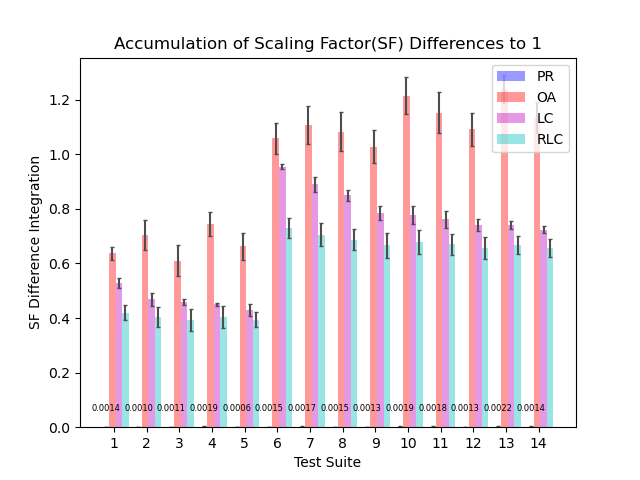 Accumulation of Scaling Factor(SF) Differences to 1
PR
OA
LC
RLC
SF Difference Integration
1.2
1.0
0.8
0.6
0.4
0.2
0.0
0.0014 0.0010 0.0011 0.0019 0.0006 0.0015 0.0017 0.0015 0.0013 0.0019 0.0018 0.0013 0.0022 0.0014
1 2 3 4 5 6 7 8 9 10 11 12 13 14
Test Suite